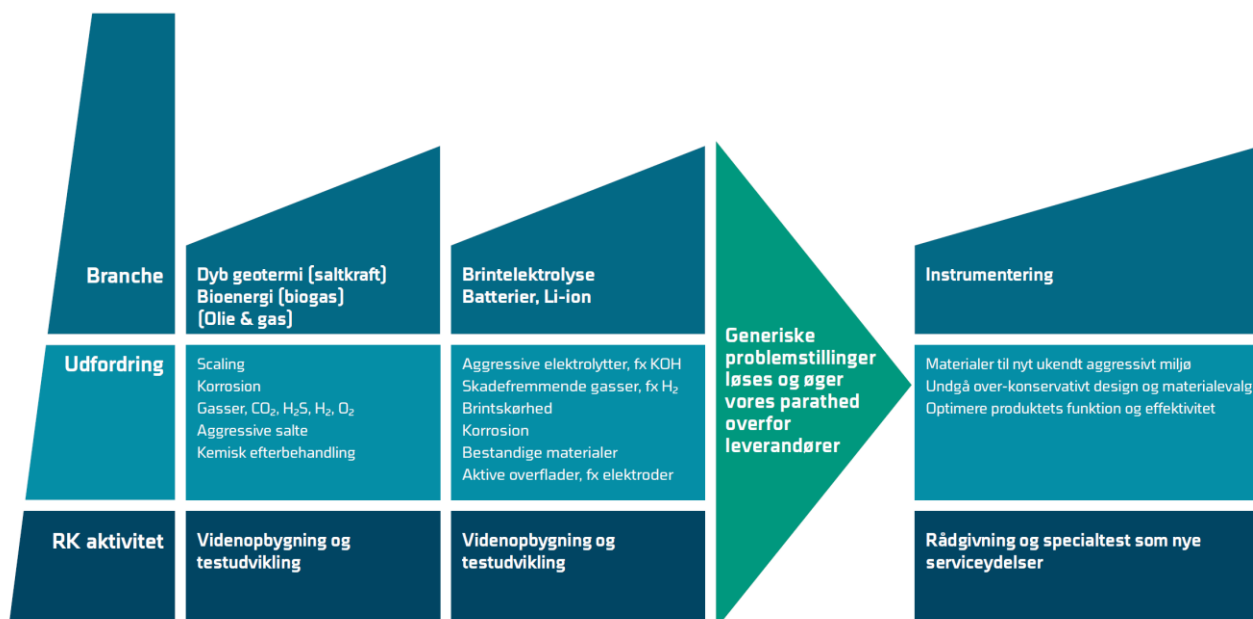 Branche
Dyb geotermi (saltkraft)
Bioenergi (biogas)
(Olie & gas)
Brintelektrolyse
Batterier, Li-ion
Instrumentering
Generiske
problemstillinger
løses og øger
vores parathed
overfor
leverandører
Udfordring
Scaling
Korrosion
Gasser, CO₂, H₂S, H₂, O₂
Aggressive salte
Kemisk efterbehandling
Aggressive elektrolytter, fx KOH
Skadefremmende gasser, fx H₂
Brintskørhed
Korrosion
Bestandige materialer
Aktive overflader, fx elektroder
Materialer til nyt ukendt aggressivt miljø
Undgå over-konservativt design og materialevalg
Optimere produktets funktion og effektivitet
RK aktivitet
Videnopbygning og
testudvikling
Videnopbygning og
testudvikling
Rådgivning og specialtest som nye
serviceydelser